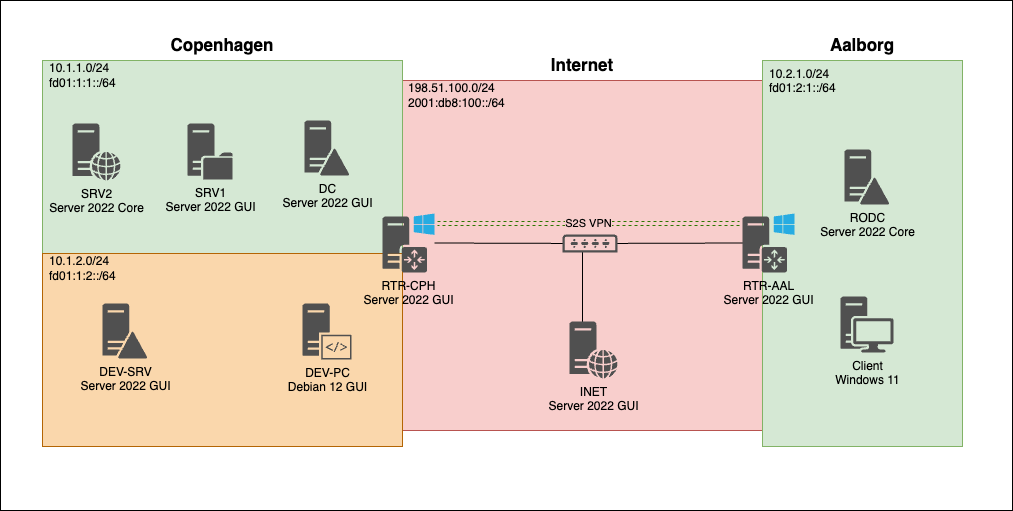 Copenhagen
Internet
Aalborg
10.1.1.0/24
fd01:1:1::/64
198.51.100.0/24
2001:db8:100::/64
10.2.1.0/24
fd01:2:1::/64
SRV2
Server 2022 Core
SRV1
Server 2022 GUI
DC
Server 2022 GUI
RODC
Server 2022 Core
S2S VPN
10.1.2.0/24
fd01:1:2::/64
RTR-CPH
Server 2022 GUI
RTR-AAL
Server 2022 GUI
DEV-SRV
Server 2022 GUI
</>
DEV-PC
Debian 12 GUI
INET
Server 2022 GUI
Client
Windows 11